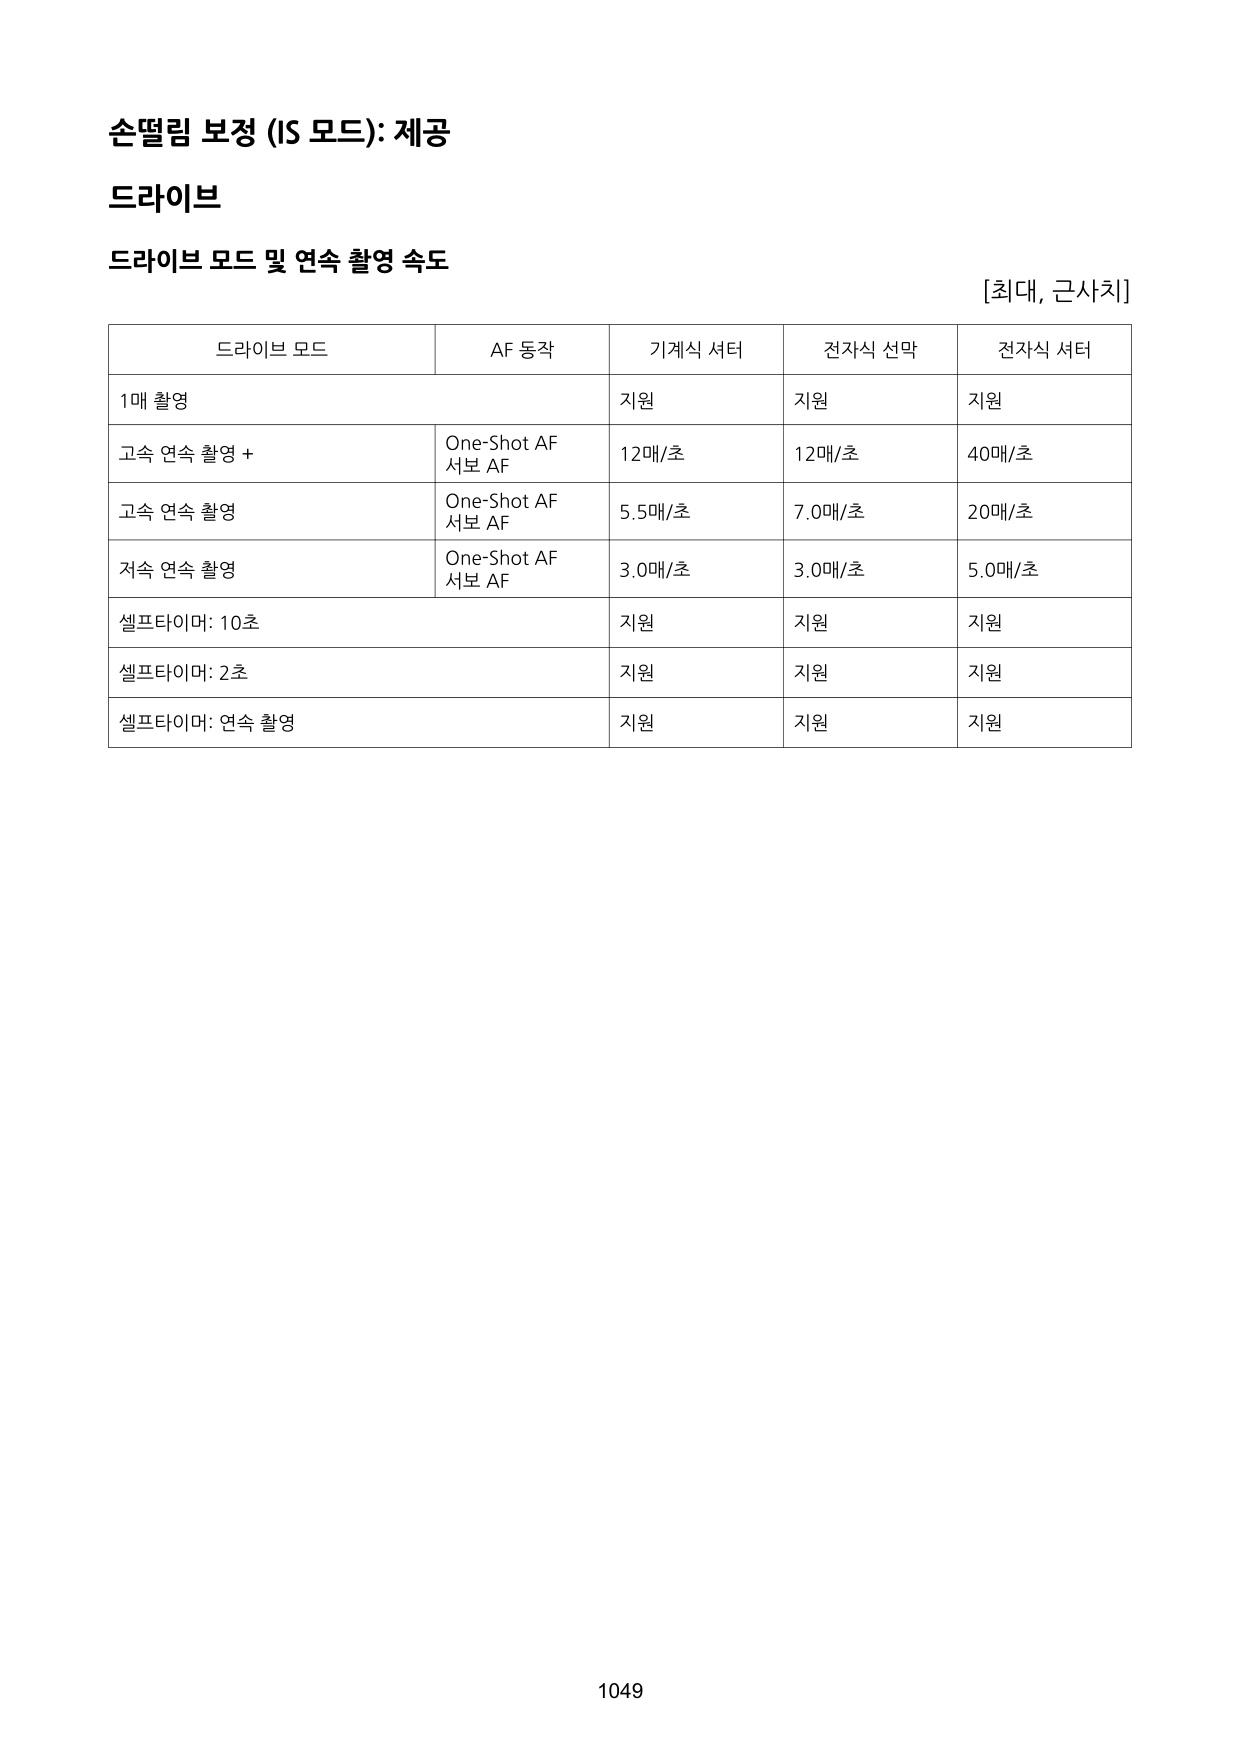 손떨림 보정 (IS 모드): 제공
드라이브
드라이브 모드 및 연속 촬영 속도
[최대, 근사치]
드라이브 모드 AF 동작 기계식 셔터 전자식 선막 전자식 셔터
1매 촬영 지원 지원 지원
고속 연속 촬영 + One-Shot AF 서보 AF 12매/초 12매/초 40매/초
고속 연속 촬영 One-Shot AF 서보 AF 5.5매/초 7.0매/초 20매/초
저속 연속 촬영 One-Shot AF 서보 AF 3.0매/초 3.0매/초 5.0매/초
셀프타이머: 10초 지원 지원 지원
셀프타이머: 2초 지원 지원 지원
셀프타이머: 연속 촬영 지원 지원 지원
1049